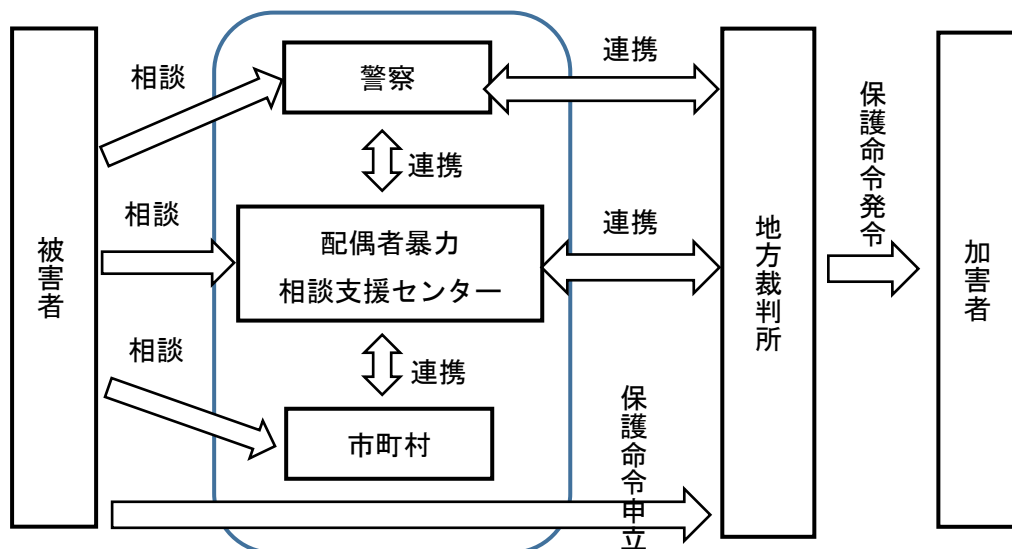 被害者
相談
相談
相談
警察
連携
配偶者暴力
相談支援センター
連携
市町村
連携
連携
保護命令申立
地方裁判所
保護命令発令
加害者